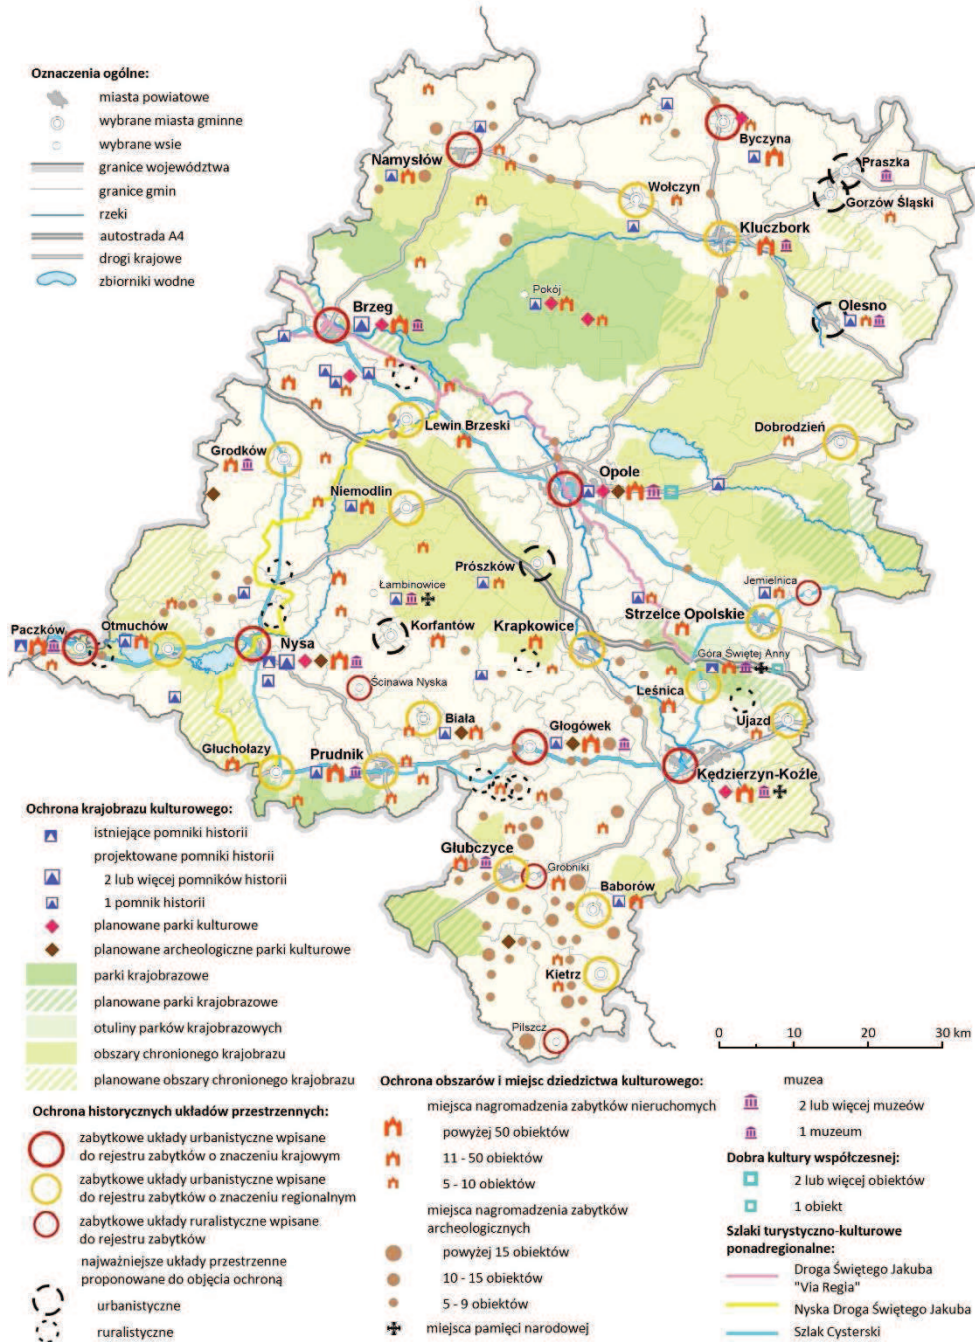 Oznaczenia ogólne:
miasta powiatowe
wybrane miasta gminne
wybrane wsie
granice województwa
granice gmin
rzeki
autostrada A4
drogi krajowe
zbiorniki wodne
Namysłów
Byczyna
Praszka
Gorzów Śląski
Wołczyn
Kluczbork
Pokój
Olesno
Brzeg
Lewin Brzeski
Dobrodzień
Grodków
Opole
Niemodlin
Prószków
Łambinowice
Jemielnica
Strzelce Opolskie
Paczków
Otmuchów
Nysa
Korfantów
Krapkowice
Góra Świętej Anny
Ścinawa Nyska
Leśnica
Ujazd
Biała
Głogówek
Głuchołazy
Prudnik
Kędzierzyn-Koźle
Głubczyce
Grobniki
Baborów
Kietrz
Pilszcz
0 10 20 30 km
Ochrona krajobrazu kulturowego:
istniejące pomniki historii
projektowane pomniki historii
2 lub więcej pomników historii
1 pomnik historii
planowane parki kulturowe
planowane archeologiczne parki kulturowe
parki krajobrazowe
planowane parki krajobrazowe
otuliny parków krajobrazowych
obszary chronionego krajobrazu
planowane obszary chronionego krajobrazu
Ochrona historycznych układów przestrzennych:
zabytkowe układy urbanistyczne wpisane
do rejestru zabytków o znaczeniu krajowym
zabytkowe układy urbanistyczne wpisane
do rejestru zabytków o znaczeniu regionalnym
zabytkowe układy ruralistyczne wpisane
do rejestru zabytków
najważniejsze układy przestrzenne
proponowane do objęcia ochroną
urbanistyczne
ruralistyczne
Ochrona obszarów i miejsc dziedzictwa kulturowego:
miejsca nagromadzenia zabytków nieruchomych
powyżej 50 obiektów
11 - 50 obiektów
5 - 10 obiektów
miejsca nagromadzenia zabytków
archeologicznych
powyżej 15 obiektów
10 - 15 obiektów
5 - 9 obiektów
miejsca pamięci narodowej
muzea
2 lub więcej muzeów
1 muzeum
Dobra kultury współczesnej:
2 lub więcej obiektów
1 obiekt
Szlaki turystyczno-kulturowe
ponadregionalne:
Droga Świętego Jakuba
"Via Regia"
Nyska Droga Świętego Jakuba
Szlak Cysterski